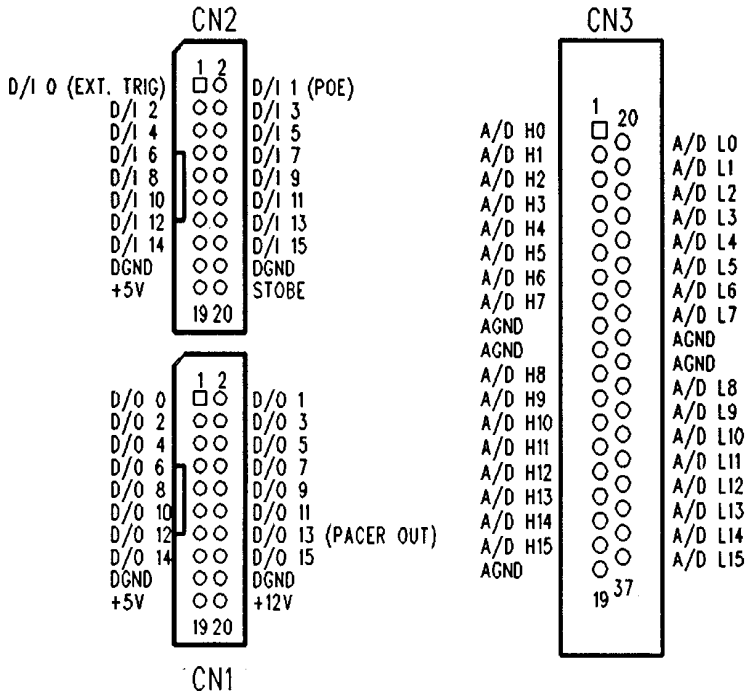 CN2
1 2
D/I 0 (EXT. TRIG) D/I 1 (POE)
D/I 2 D/I 3
D/I 4 D/I 5
D/I 6 D/I 7
D/I 8 D/I 9
D/I 10 D/I 11
D/I 12 D/I 13
D/I 14 D/I 15
DGND DGND
+5V STOBE
19 20
1 2
D/O 0 D/O 1
D/O 2 D/O 3
D/O 4 D/O 5
D/O 6 D/O 7
D/O 8 D/O 9
D/O 10 D/O 11
D/O 12 D/O 13 (PACER OUT)
D/O 14 D/O 15
DGND DGND
+5V +12V
19 20
CN1
CN3
1 20
A/D H0 A/D L0
A/D H1 A/D L1
A/D H2 A/D L2
A/D H3 A/D L3
A/D H4 A/D L4
A/D H5 A/D L5
A/D H6 A/D L6
A/D H7 A/D L7
AGND AGND
AGND AGND
A/D H8 A/D L8
A/D H9 A/D L9
A/D H10 A/D L10
A/D H11 A/D L11
A/D H12 A/D L12
A/D H13 A/D L13
A/D H14 A/D L14
A/D H15 A/D L15
AGND
19 37